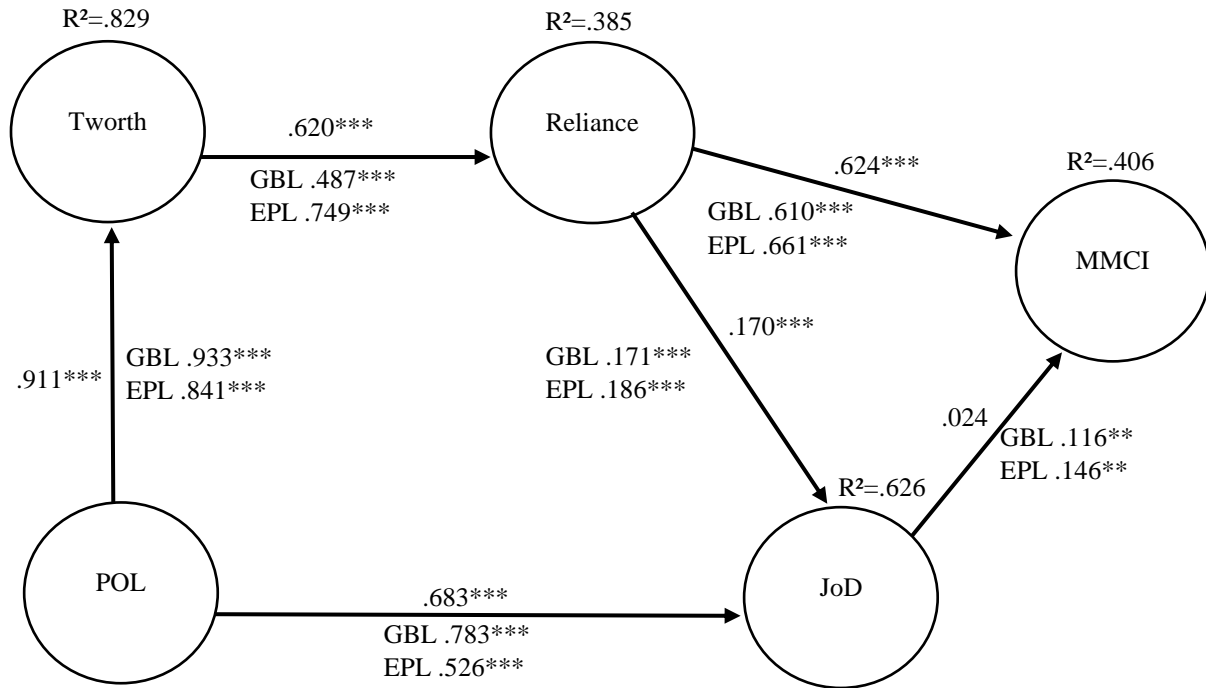 R²=.829
R²=.385
Tworth
.620***
Reliance
GBL .487***
EPL .749***
.624***
R²=.406
GBL .610***
EPL .661***
MMCI
.911***
GBL .933***
EPL .841***
GBL .171***
EPL .186***
.170***
.024
GBL .116**
EPL .146**
R²=.626
POL
.683***
GBL .783***
EPL .526***
JoD